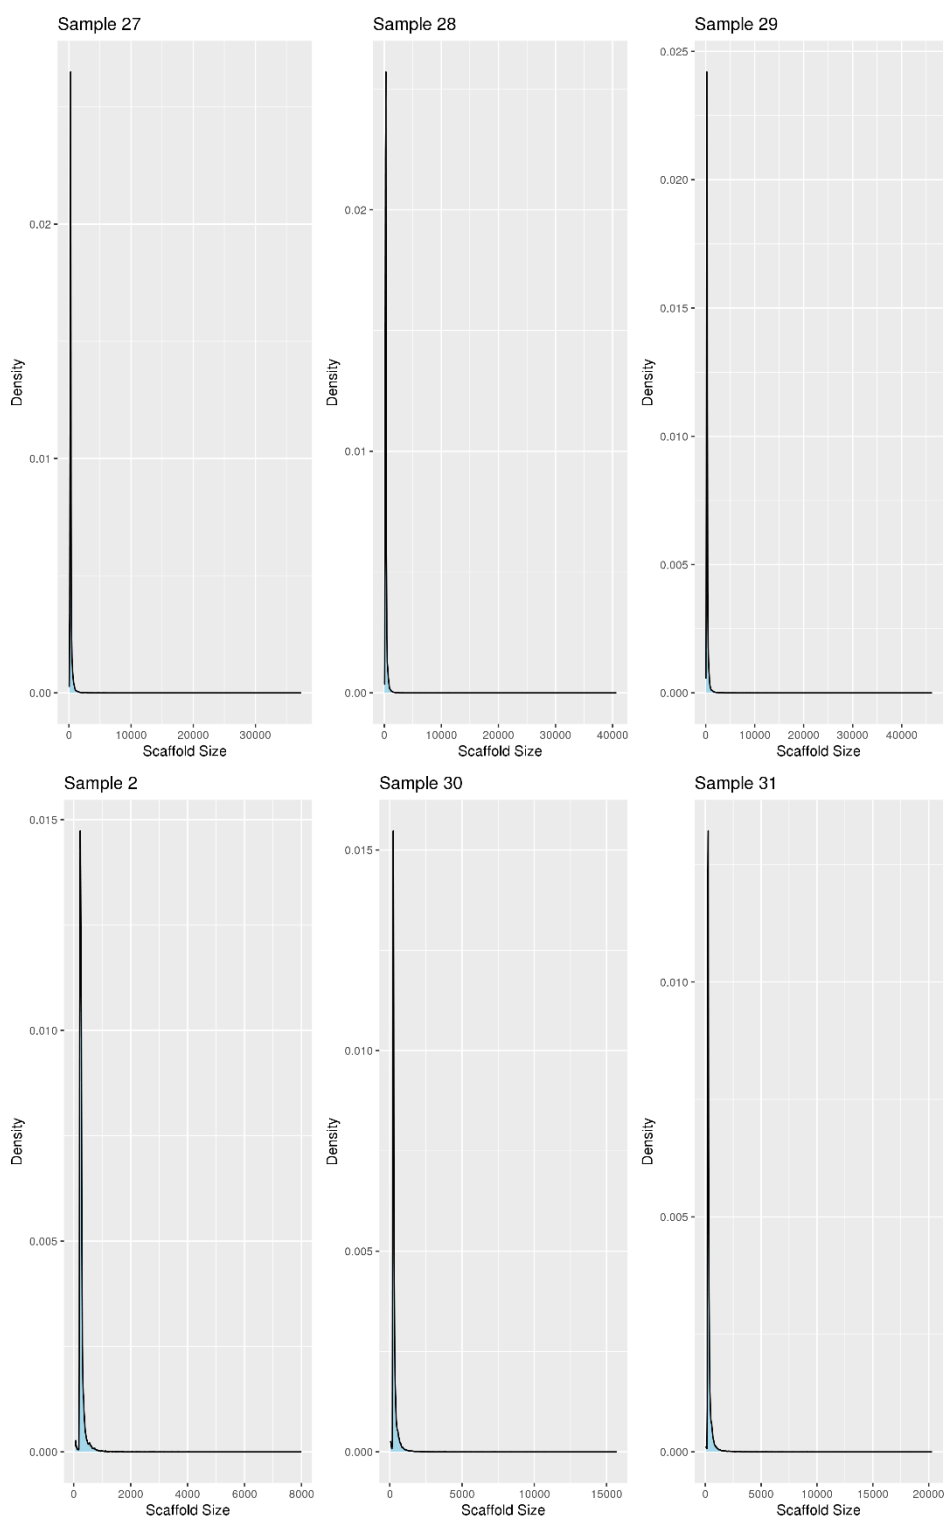 Sample 27
Sample 28
Sample 29
0.02
0.01
0.00
Density
0 10000 20000 30000
Scaffold Size
0.02
0.01
0.00
Density
0 10000 20000 30000 40000
Scaffold Size
0.025
0.020
0.015
0.010
0.005
0.000
Density
0 10000 20000 30000 40000
Scaffold Size
Sample 2
Sample 30
Sample 31
0.015
0.010
0.005
0.000
Density
0 2000 4000 6000 8000
Scaffold Size
0.015
0.010
0.005
0.000
Density
0 5000 10000 15000
Scaffold Size
0.010
0.005
0.000
Density
0 5000 10000 15000 20000
Scaffold Size